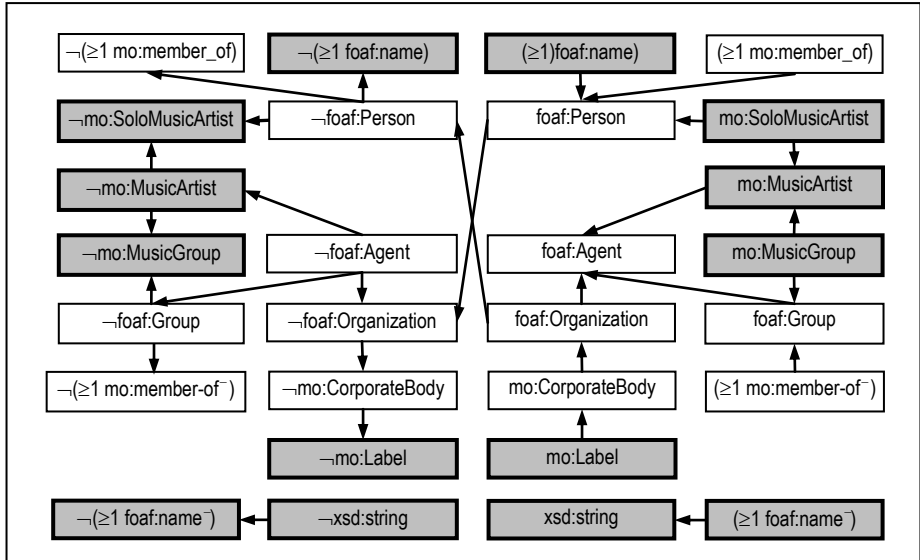 ¬(≥1 mo:member_of) ¬(≥1 foaf:name) (≥1)foaf:name) (≥1 mo:member_of)
¬mo:SoloMusicArtist ¬foaf:Person foaf:Person mo:SoloMusicArtist
¬mo:MusicArtist mo:MusicArtist
¬mo:MusicGroup ¬foaf:Agent foaf:Agent mo:MusicGroup
¬foaf:Group ¬foaf:Organization foaf:Organization foaf:Group
¬(≥1 mo:member-of⁻) ¬mo:CorporateBody mo:CorporateBody (≥1 mo:member-of⁻)
¬mo:Label mo:Label
¬(≥1 foaf:name⁻) ¬xsd:string xsd:string (≥1 foaf:name⁻)